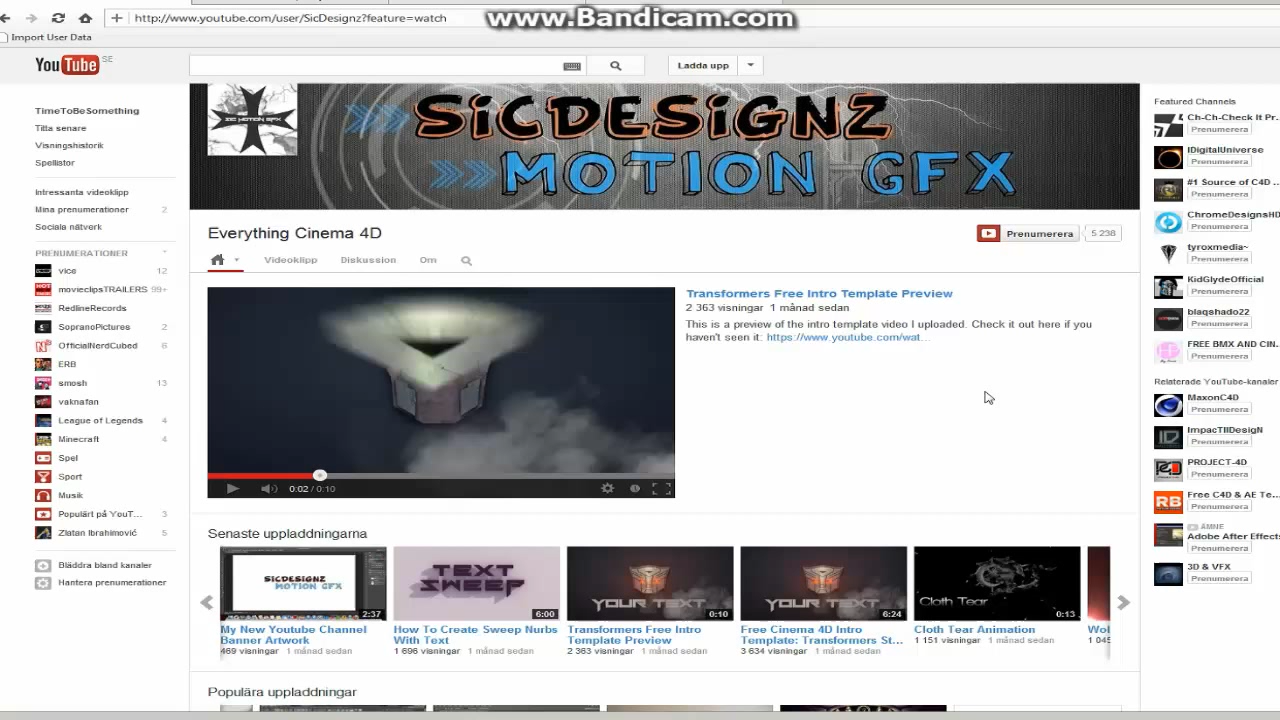 www.Bandicam.com
http://www.youtube.com/user/SicDesignz?feature=watch
Import User Data
YouTube SE
Ladda upp
TimeToBeSomething
Titta senare
Visningshistorik
Spellistor
Intressanta videoklipp
Mina prenumerationer 2
Sociala nätverk
PRENUMERATIONER
vice 12
movieclipsTRAILERS 99+
RedlineRecords
SopranoPictures 2
OfficialNerdCubed 6
ERB
smosh 13
vaknafan
League of Legends 4
Minecraft 4
Spel
Sport
Musik
Populärt på YouT... 3
Zlatan Ibrahimović 5
Bläddra bland kanaler
Hantera prenumerationer
SIC MOTION GFX
SiCDESIGNZ
MOTION GFX
Everything Cinema 4D
Prenumerera 5 238
Videoklipp Diskussion Om
0:02 / 0:10
Transformers Free Intro Template Preview
2 363 visningar 1 månad sedan
This is a preview of the intro template video I uploaded. Check it out here if you
haven't seen it: https://www.youtube.com/wat...
Senaste uppladdningarna
SICDESIGNZ
MOTION GFX
2:37
My New Youtube Channel
Banner Artwork
469 visningar 1 månad sedan
TEXT
SWEEP
6:00
How To Create Sweep Nurbs
With Text
1 696 visningar 1 månad sedan
YOUR TEXT
0:10
Transformers Free Intro
Template Preview
2 363 visningar 1 månad sedan
YOUR TEXT
6:24
Free Cinema 4D Intro
Template: Transformers St...
3 634 visningar 1 månad sedan
Cloth Tear
0:13
Cloth Tear Animation
1 151 visningar 1 månad sedan
Wo
1 04
Populära uppladdningar
Featured Channels
Ch-Ch-Check It Pr...
Prenumerera
IDigitalUniverse
Prenumerera
#1 Source of C4D ...
Prenumerera
ChromeDesignsHD
Prenumerera
tyroxmedia~
Prenumerera
KidGlydeOfficial
Prenumerera
blaqshado22
Prenumerera
FREE BMX AND CIN...
Prenumerera
Relaterade YouTube-kanaler
MaxonC4D
Prenumerera
ImpacTIIDesigN
Prenumerera
PROJECT-4D
Prenumerera
RB
Free C4D & AE Te...
Prenumerera
ÄMNE
Adobe After Effects
Prenumerera
3D & VFX
Prenumerera